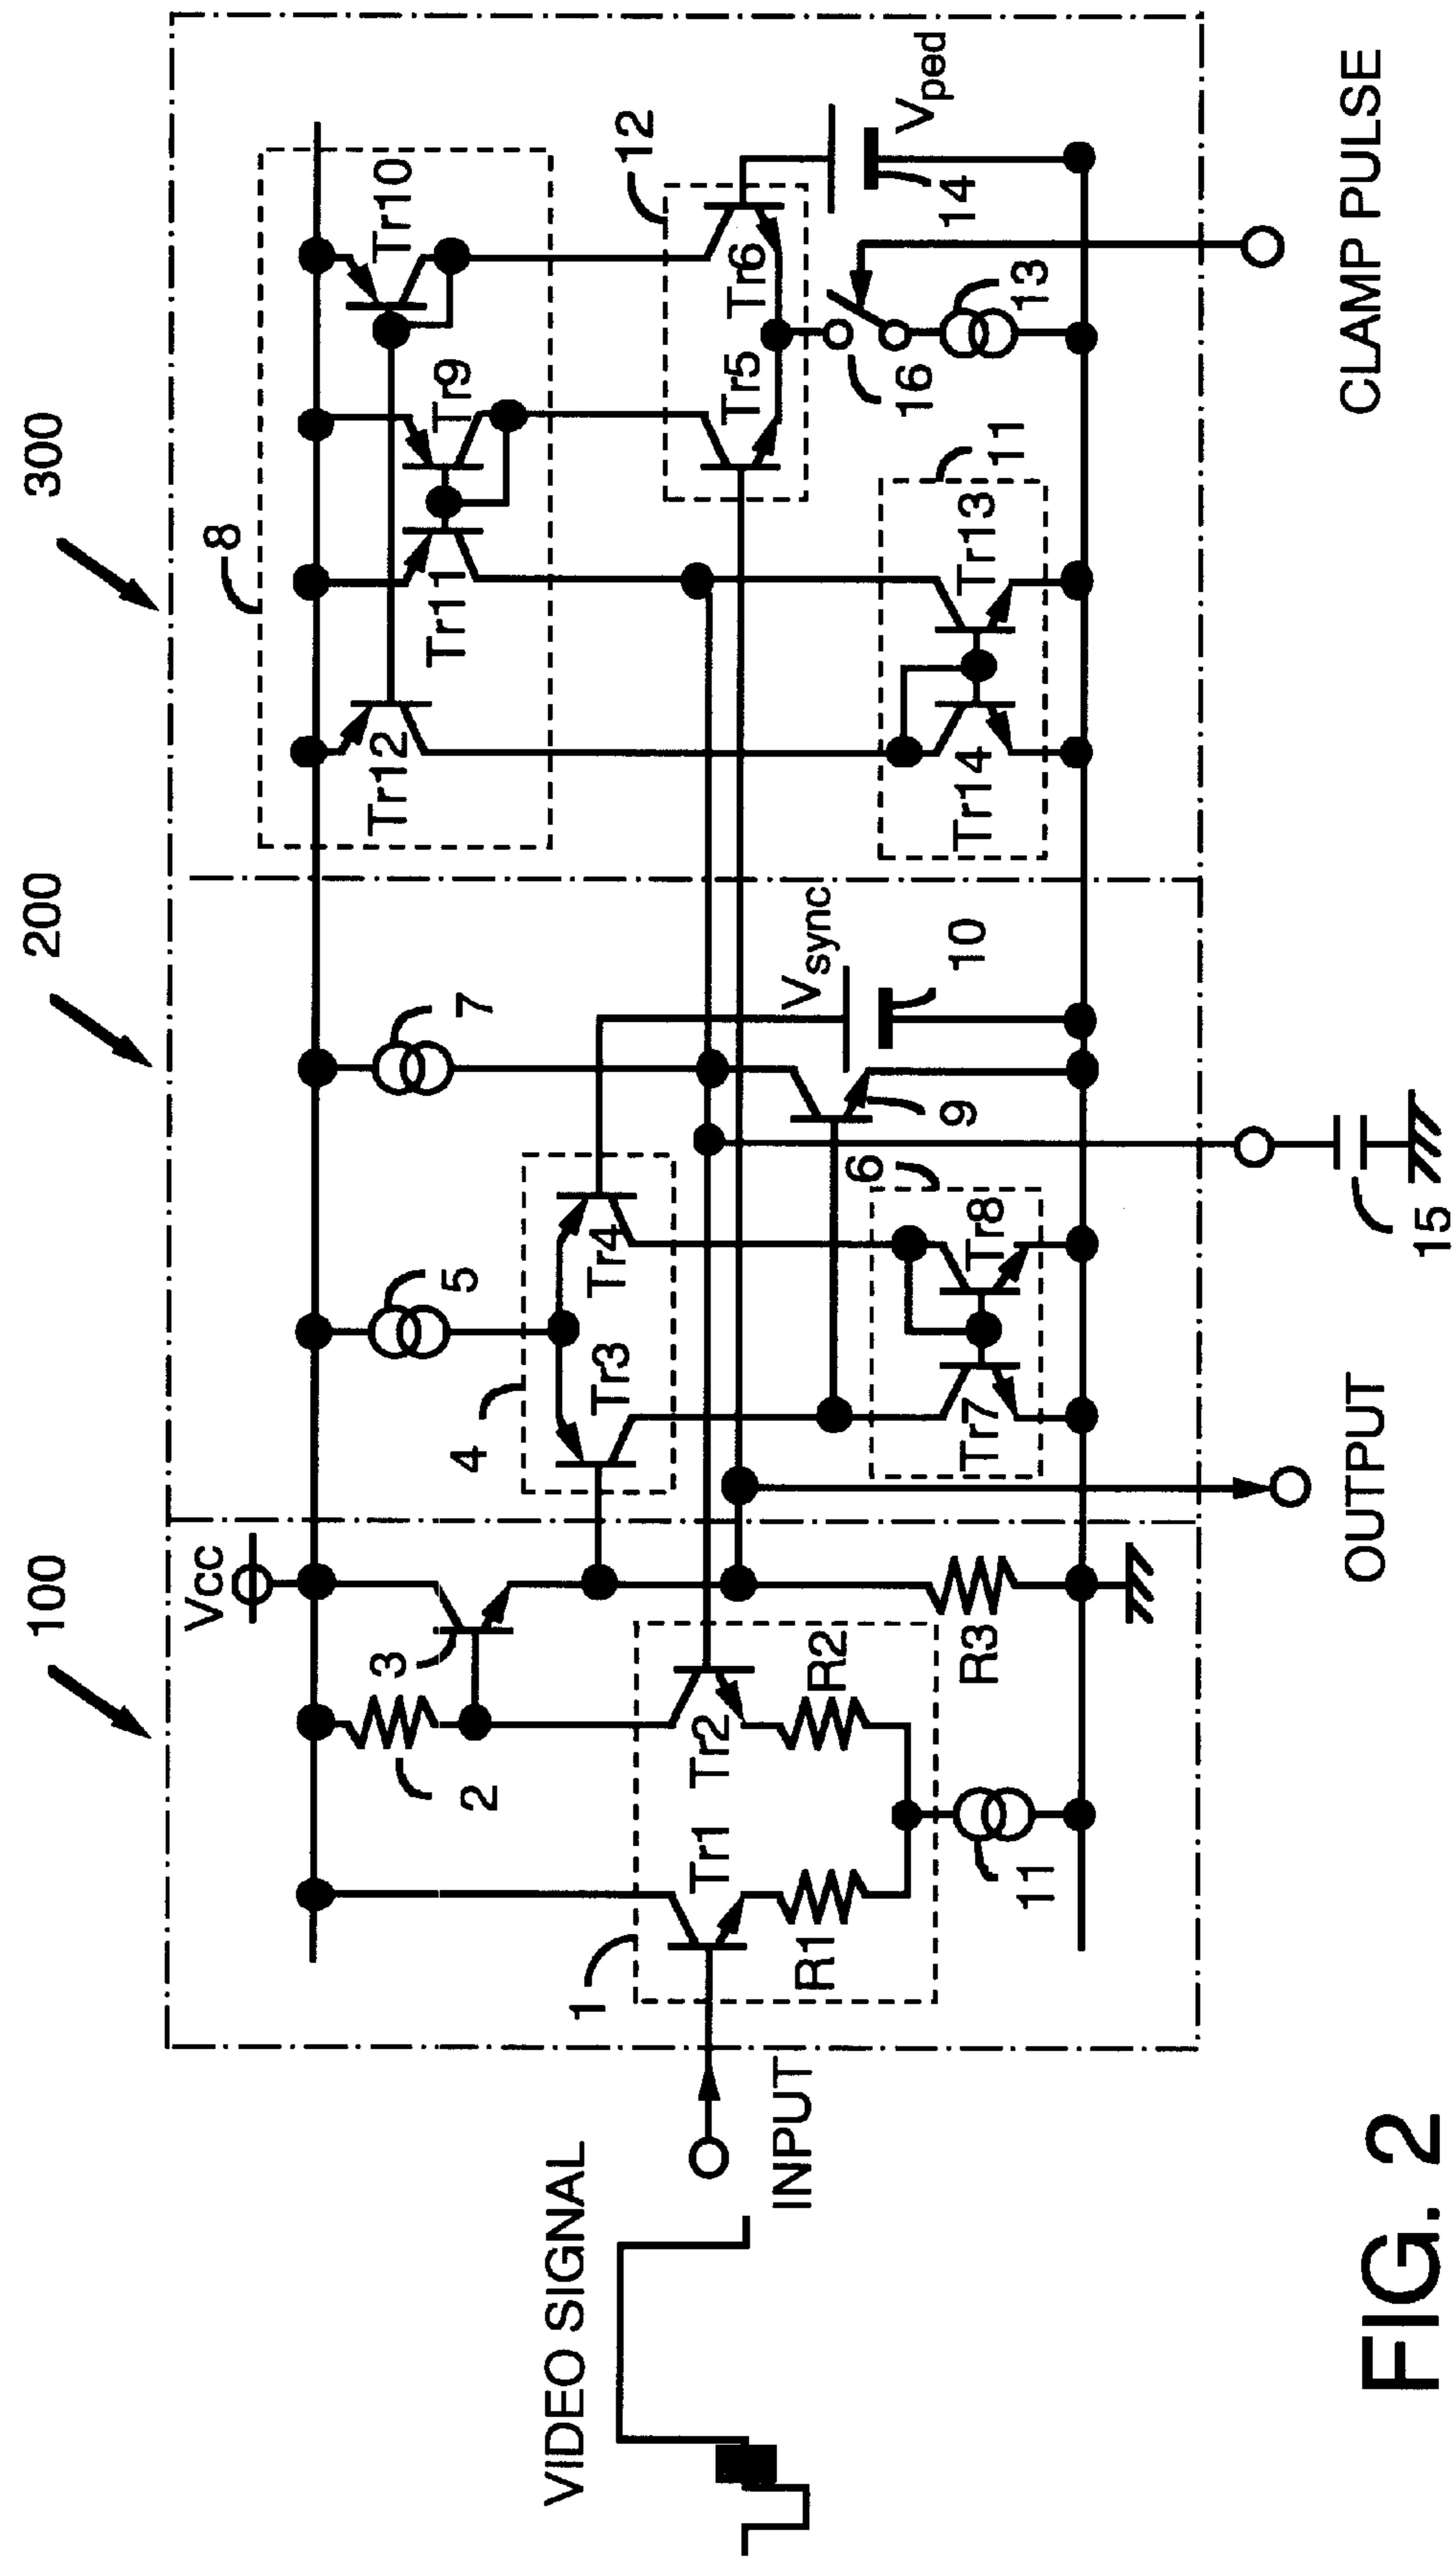 100
200
300
Vcc
8
Tr12
Tr11
Tr9
Tr10
2
3
5
7
4
Tr3
Tr4
12
Tr5
Tr6
VIDEO SIGNAL
INPUT
1
Tr1
Tr2
R1
R2
11
R3
Vsync
10
9
6
Tr7
Tr8
Tr14
Tr13
11
16
13
14
Vped
OUTPUT
15
CLAMP PULSE
FIG. 2